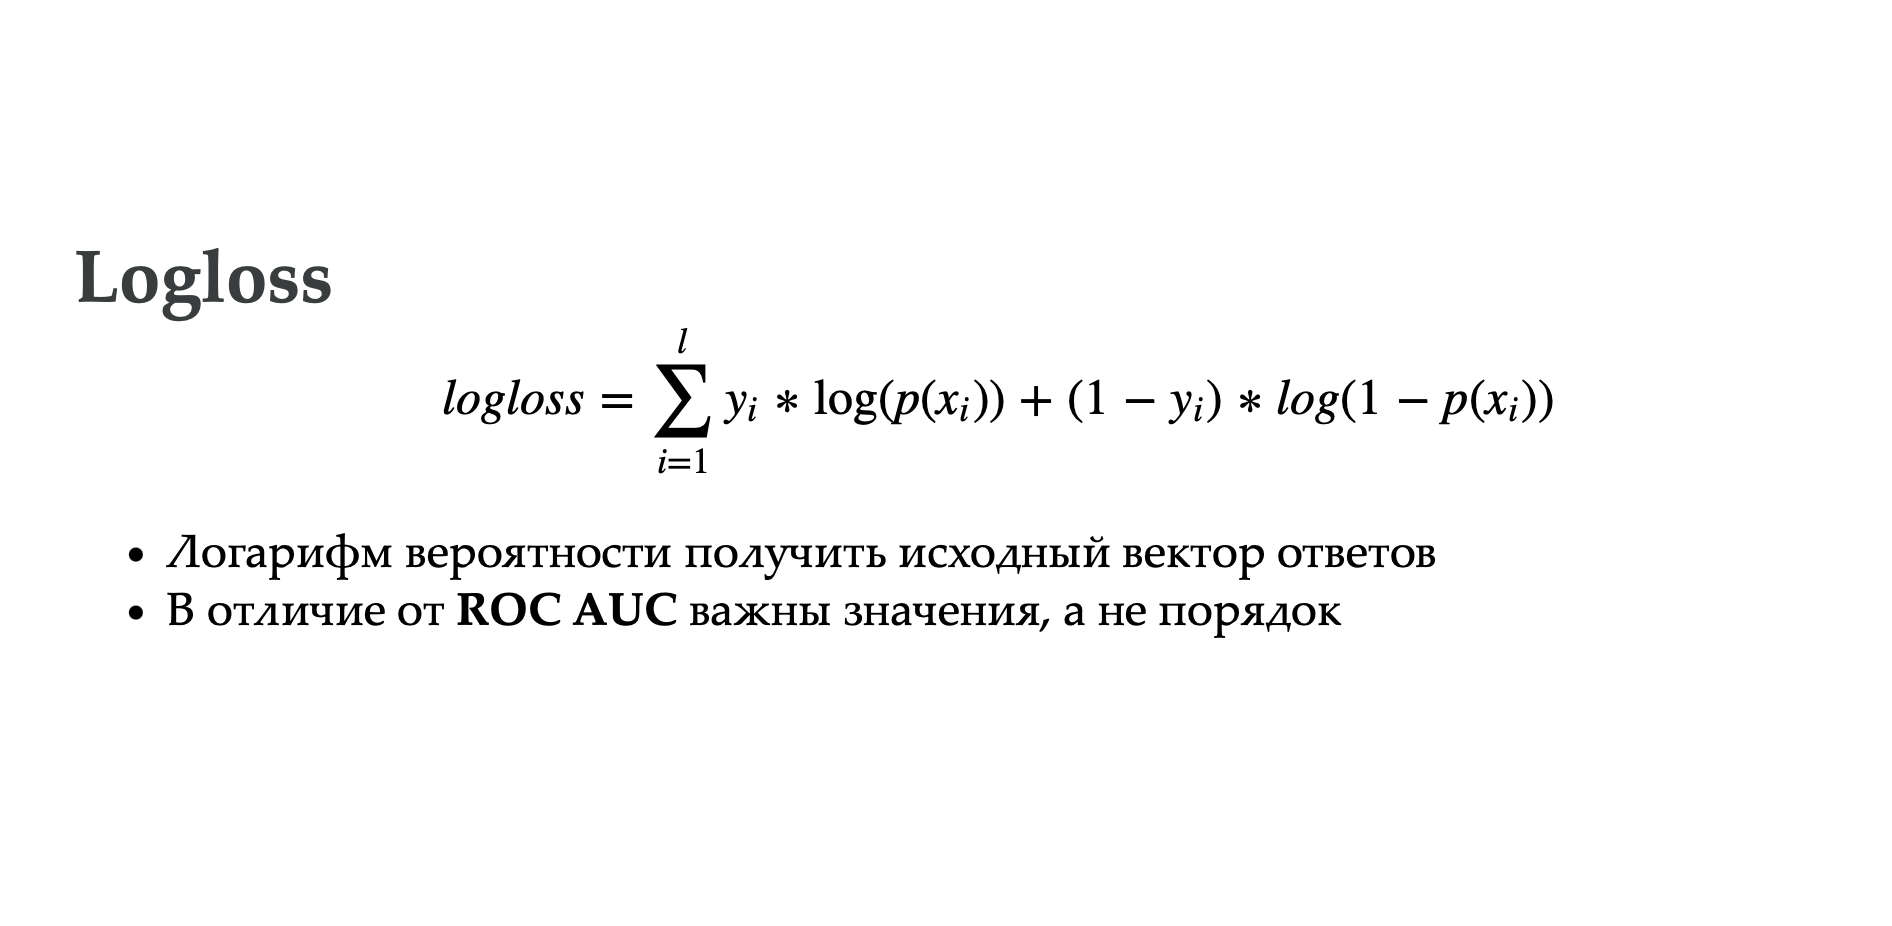 Logloss
logloss = \sum_{i=1}^{l} y_i * log(p(x_i)) + (1 − y_i) * log(1 − p(x_i))
• Логарифм вероятности получить исходный вектор ответов
• В отличие от ROC AUC важны значения, а не порядок